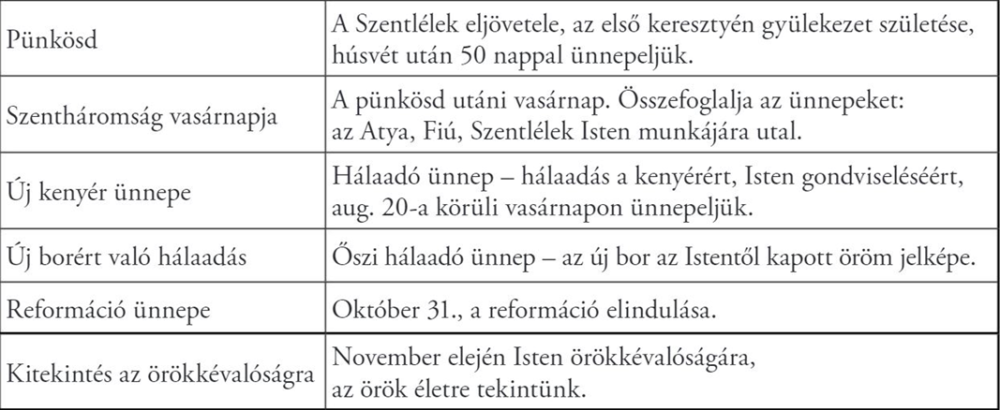 Pünkösd
A Szentlélek eljövetele, az első keresztyén gyülekezet születése,
húsvét után 50 nappal ünnepeljük.
Szentháromság vasárnapja
A pünkösd utáni vasárnap. Összefoglalja az ünnepeket:
az Atya, Fiú, Szentlélek Isten munkájára utal.
Új kenyér ünnepe
Hálaadó ünnep – hálaadás a kenyérért, Isten gondviseléséért,
aug. 20-a körüli vasárnapon ünnepeljük.
Új borért való hálaadás
Őszi hálaadó ünnep – az új bor az Istentől kapott öröm jelképe.
Reformáció ünnepe
Október 31., a reformáció elindulása.
Kitekintés az örökkévalóságra
November elején Isten örökkévalóságára,
az örök életre tekintünk.